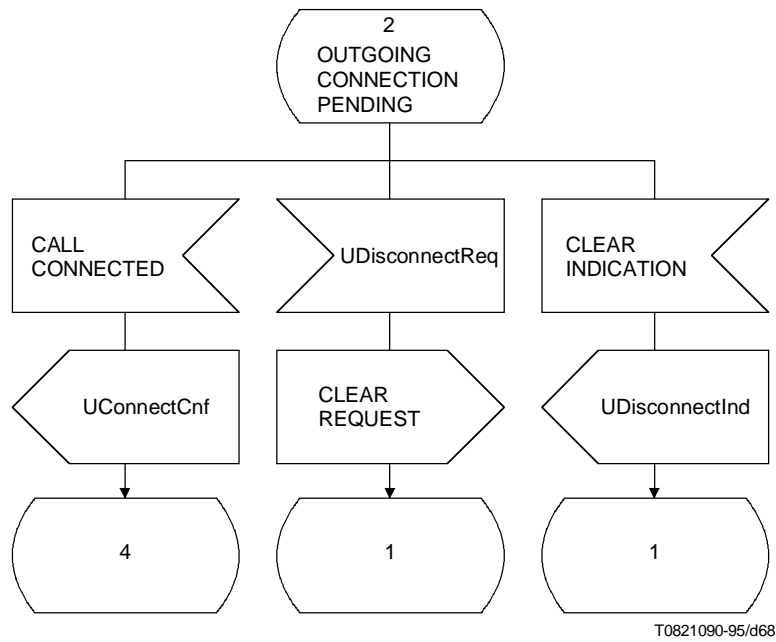 2
OUTGOING
CONNECTION
PENDING
CALL
CONNECTED
UDisconnectReq
CLEAR
INDICATION
UConnectCnf
CLEAR
REQUEST
UDisconnectInd
4
1
1
T0821090-95/d68